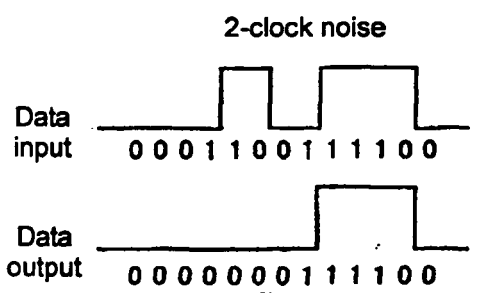 2-clock noise
Data
input
0 0 0 1 1 0 0 1 1 1 1 0 0
Data
output
0 0 0 0 0 0 0 1 1 1 1 0 0